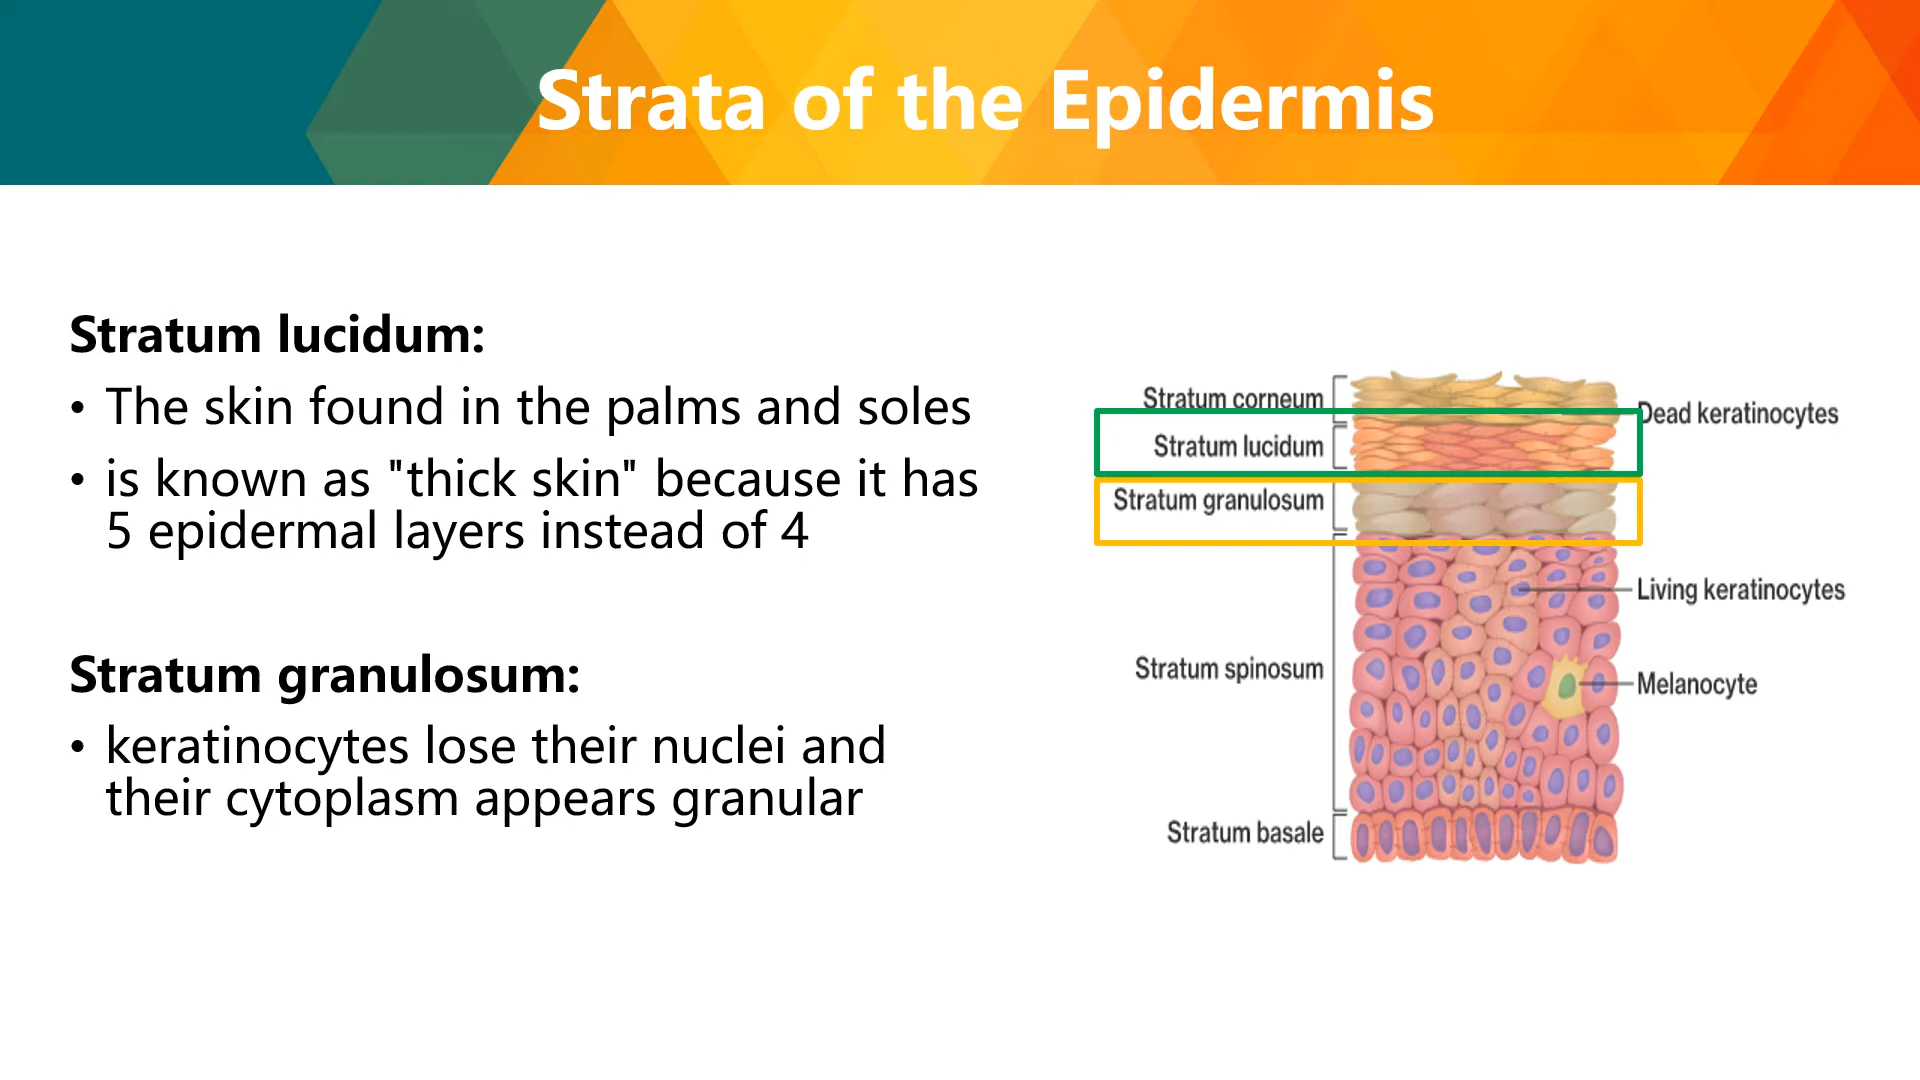 Strata of the Epidermis
Stratum lucidum:
• The skin found in the palms and soles
• is known as "thick skin" because it has
5 epidermal layers instead of 4
Stratum granulosum:
• keratinocytes lose their nuclei and
their cytoplasm appears granular
Stratum corneum
Dead keratinocytes
Stratum lucidum
Stratum granulosum
Living keratinocytes
Stratum spinosum
Melanocyte
Stratum basale